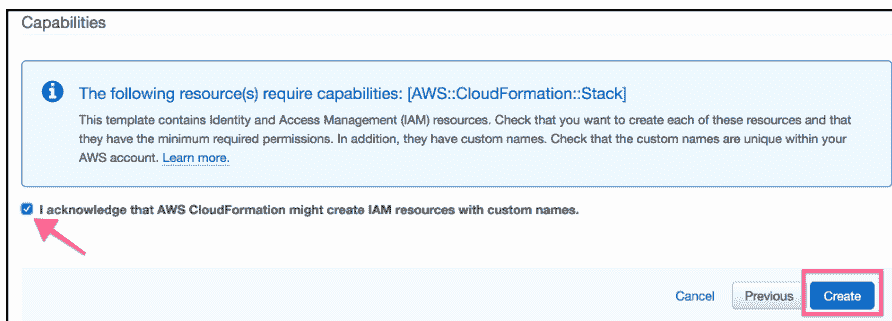 Capabilities
The following resource(s) require capabilities: [AWS::CloudFormation::Stack]
This template contains Identity and Access Management (IAM) resources. Check that you want to create each of these resources and that
they have the minimum required permissions. In addition, they have custom names. Check that the custom names are unique within your
AWS account. Learn more.
I acknowledge that AWS CloudFormation might create IAM resources with custom names.
Cancel Previous Create